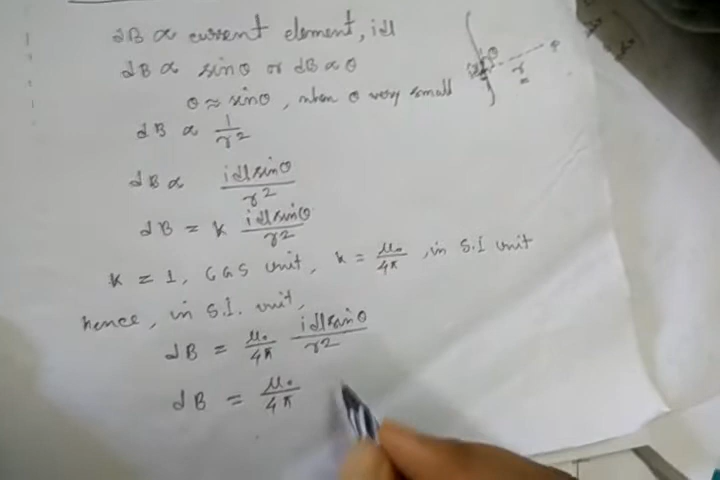 dB ∝ current element, idl
dB ∝ sinθ or dB ∝ θ
θ ≈ sinθ, when θ very small
dB ∝ 1/r²
dB ∝ idl sinθ/r²
dB = k idl sinθ/r²
k = 1, CGS unit, k = μ₀/4π, in S.I unit
hence, in S.I. unit,
dB = μ₀/4π idl sinθ/r²
dB = μ₀/4π
θ
r
P